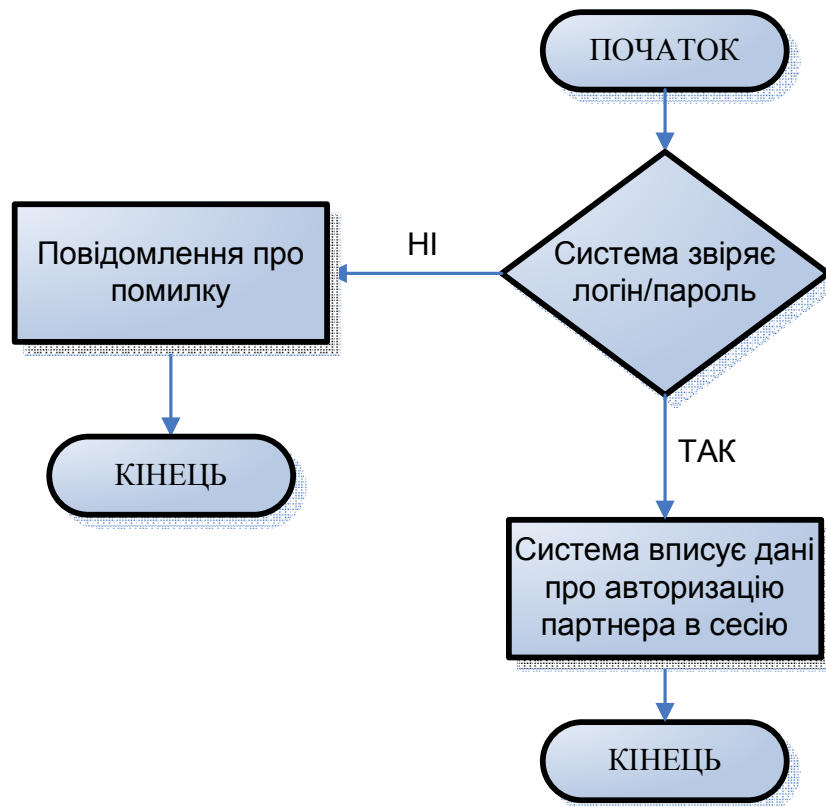 ПОЧАТОК
Система звіряє
логін/пароль
НІ
Повідомлення про
помилку
КІНЕЦЬ
ТАК
Система вписує дані
про авторизацію
партнера в сесію
КІНЕЦЬ